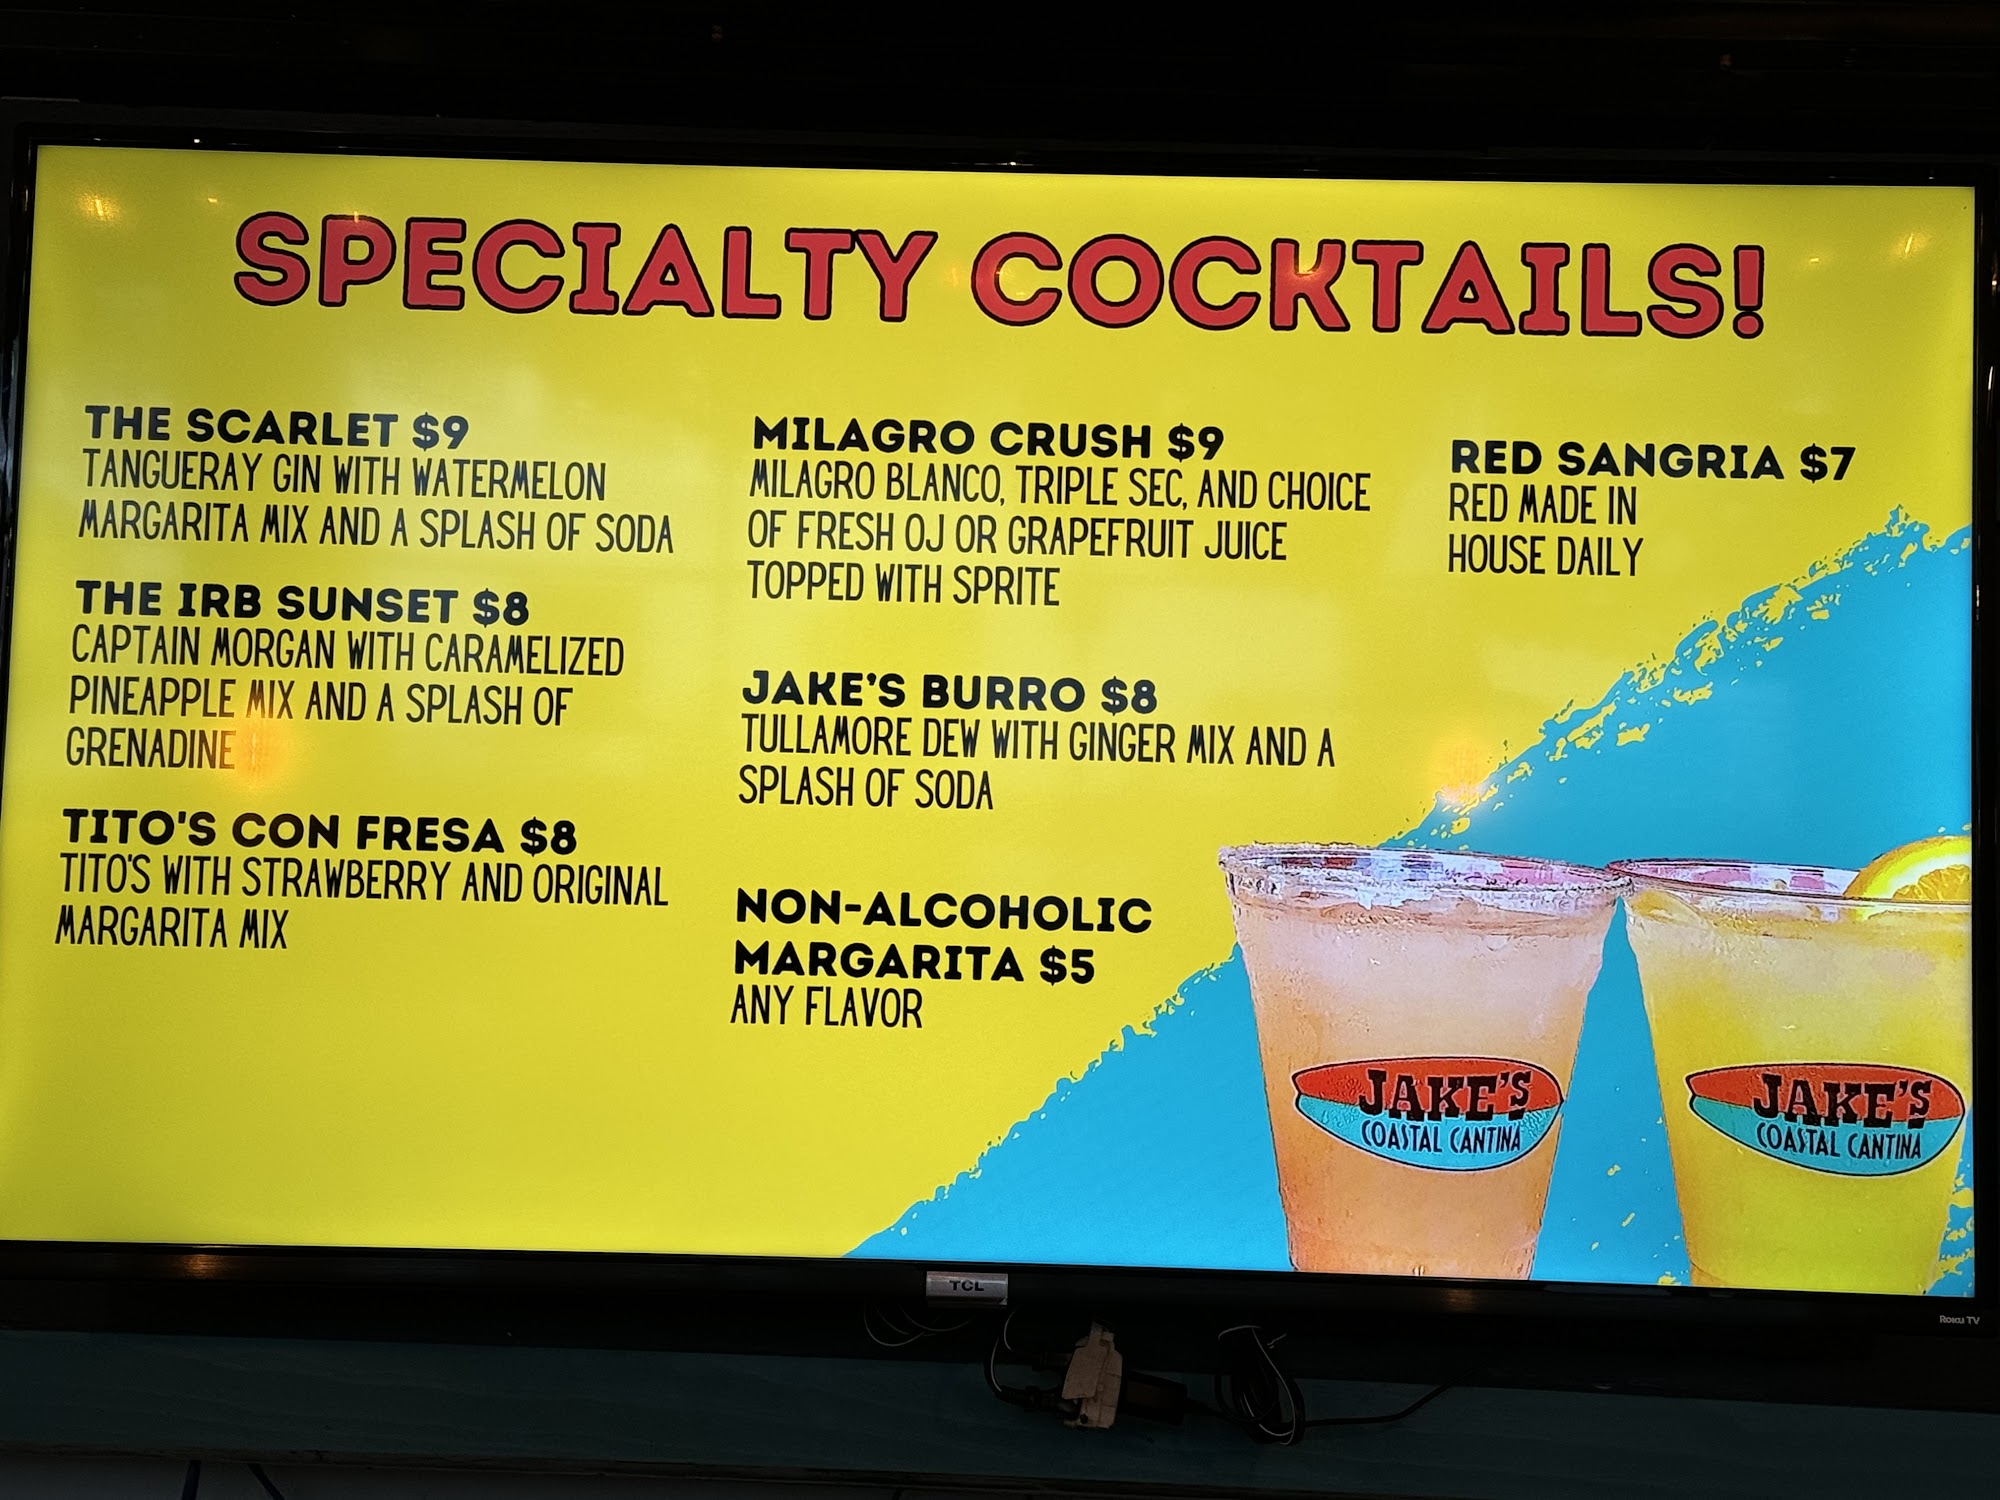 SPECIALTY COCKTAILS!
THE SCARLET $9
TANGUERAY GIN WITH WATERMELON
MARGARITA MIX AND A SPLASH OF SODA
THE IRB SUNSET $8
CAPTAIN MORGAN WITH CARAMELIZED
PINEAPPLE MIX AND A SPLASH OF
GRENADINE
TITO'S CON FRESA $8
TITO'S WITH STRAWBERRY AND ORIGINAL
MARGARITA MIX
MILAGRO CRUSH $9
MILAGRO BLANCO, TRIPLE SEC, AND CHOICE
OF FRESH OJ OR GRAPEFRUIT JUICE
TOPPED WITH SPRITE
JAKE'S BURRO $8
TULLAMORE DEW WITH GINGER MIX AND A
SPLASH OF SODA
NON-ALCOHOLIC
MARGARITA $5
ANY FLAVOR
RED SANGRIA $7
RED MADE IN
HOUSE DAILY
JAKE'S
COASTAL CANTINA
JAKE'S
COASTAL CANTINA
TCL
Roku TV